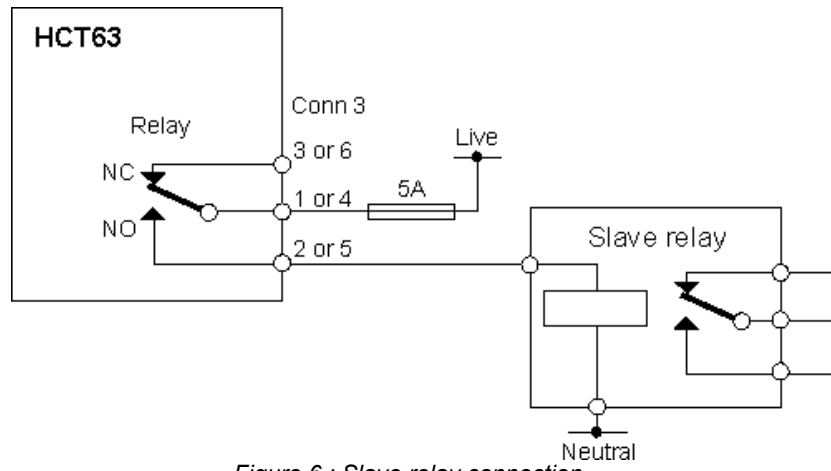 HCT63
Conn 3
Relay
3 or 6
Live
NC
1 or 4
5A
NO
2 or 5
Slave relay
Neutral
Figure 6 : Slave relay connection